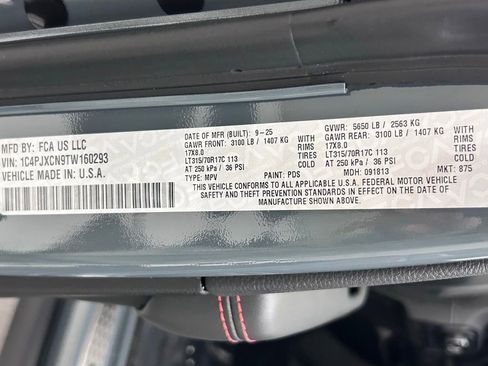 MFD BY: FCA US LLC
VIN: 1C4PJXCN9TW160293
VEHICLE MADE IN U.S.A.
DATE OF MFR (BUILT): 9-25
GVWR: 5650 LB / 2563 KG
GAWR FRONT: 3100 LB / 1407 KG WITH
17X8.0 RIMS
LT315/70R17C 113 TIRES
AT 250 kPa / 36 PSI COLD
GAWR REAR: 3100 LB / 1407 KG WITH
17X8.0 RIMS
LT315/70R17C 113 TIRES
AT 250 kPa / 36 PSI COLD
TYPE: MPV PAINT: PDS MDH: 091813 MKT: 875
THIS VEHICLE CONFORMS TO ALL APPLICABLE U.S.A. FEDERAL MOTOR VEHICLE
SAFETY AND THEFT PREVENTION STANDARDS IN EFFECT ON THE DATE OF
MANUFACTURE SHOWN ABOVE.